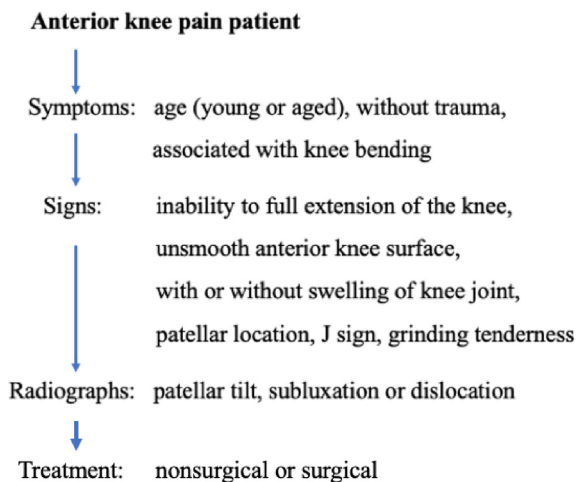 Anterior knee pain patient
Symptoms: age (young or aged), without trauma,
associated with knee bending
Signs: inability to full extension of the knee,
unsmooth anterior knee surface,
with or without swelling of knee joint,
patellar location, J sign, grinding tenderness
Radiographs: patellar tilt, subluxation or dislocation
Treatment: nonsurgical or surgical